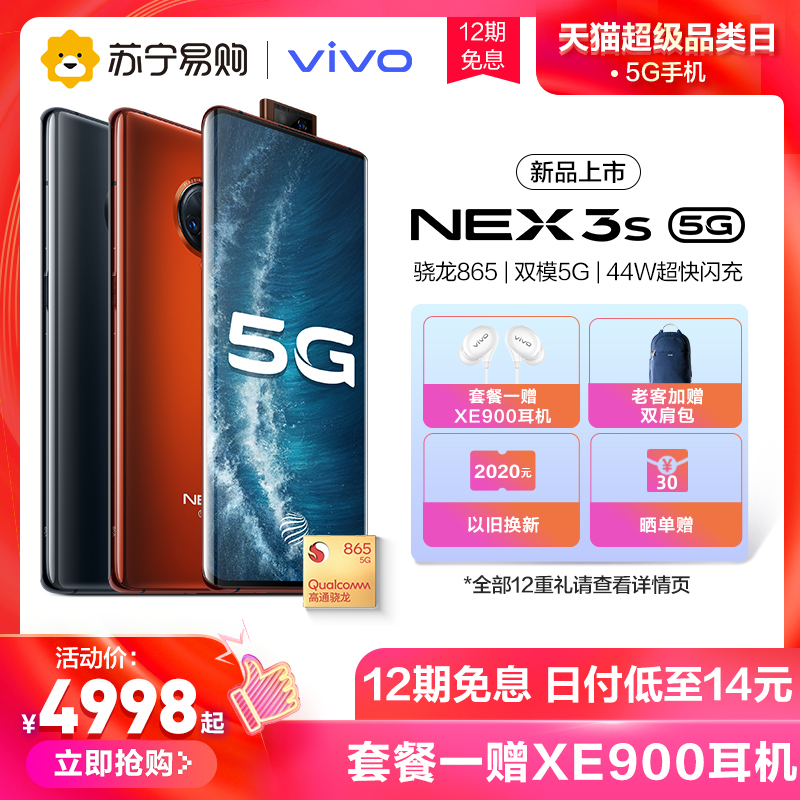 苏宁易购
vivo
12期
免息
天猫超级品类日
• 5G手机
新品上市
NEX 3s 5G
骁龙865 | 双模5G | 44W超快闪充
5G
vivo
vivo
套餐一赠
XE900耳机
老客加赠
双肩包
2020元
以旧换新
¥
30
晒单赠
NE
865
5G
Qualcomm
高通骁龙
*全部12重礼请查看详情页
活动价:
¥4998起
立即抢购>
12期免息 日付低至14元
套餐一赠XE900耳机